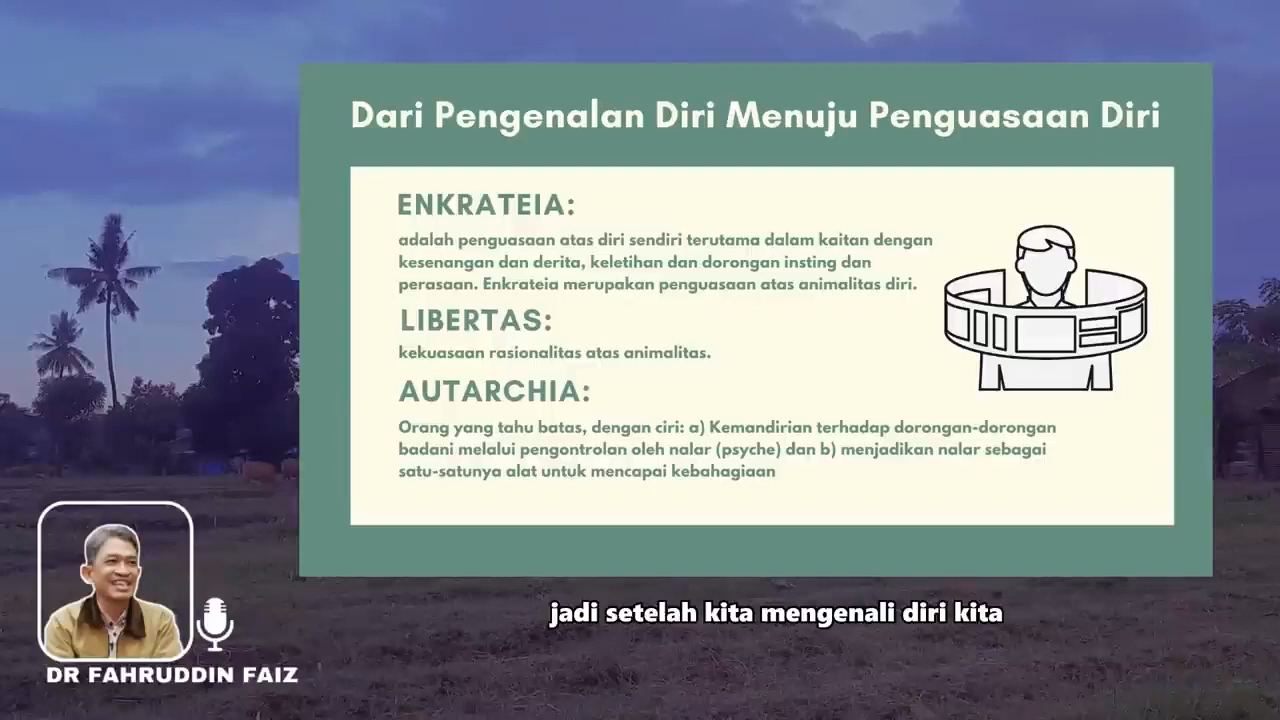 Dari Pengenalan Diri Menuju Penguasaan Diri
ENKRATEIA:
adalah penguasaan atas diri sendiri terutama dalam kaitan dengan
kesenangan dan derita, keletihan dan dorongan insting dan
perasaan. Enkrateia merupakan penguasaan atas animalitas diri.
LIBERTAS:
kekuasaan rasionalitas atas animalitas.
AUTARCHIA:
Orang yang tahu batas, dengan ciri: a) Kemandirian terhadap dorongan-dorongan
badani melalui pengontrolan oleh nalar (psyche) dan b) menjadikan nalar sebagai
satu-satunya alat untuk mencapai kebahagiaan
jadi setelah kita mengenali diri kita
DR FAHRUDDIN FAIZ